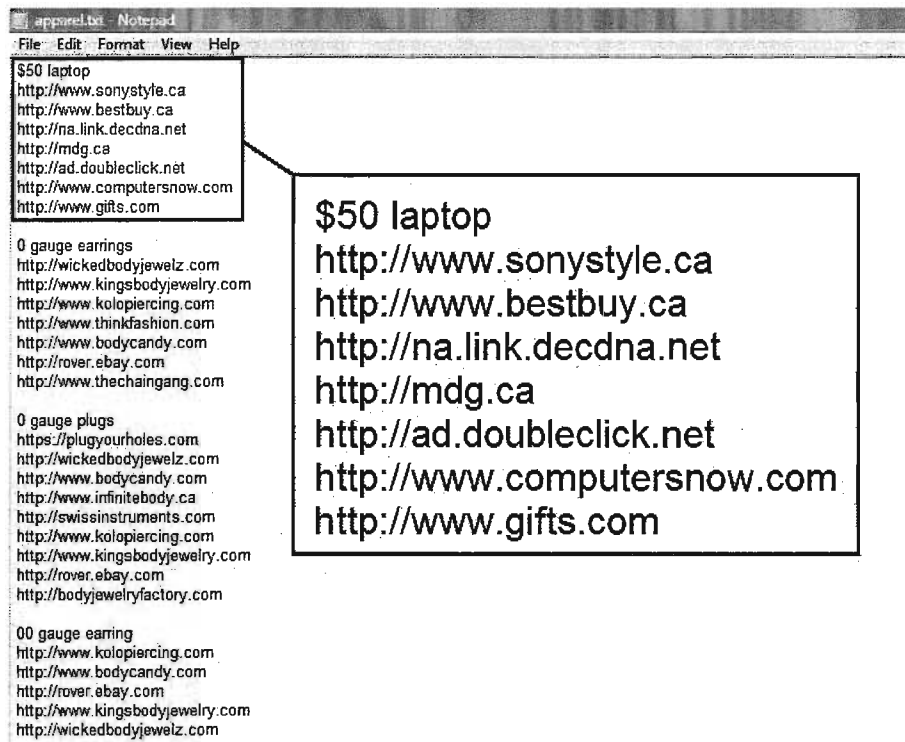 apparel.txt - Notepad
File Edit Format View Help
$50 laptop
http://www.sonystyle.ca
http://www.bestbuy.ca
http://na.link.decdna.net
http://mdg.ca
http://ad.doubleclick.net
http://www.computersnow.com
http://www.gifts.com
0 gauge earrings
http://wickedbodyjewelz.com
http://www.kingsbodyjewelry.com
http://www.kolopiercing.com
http://www.thinkfashion.com
http://www.bodycandy.com
http://rover.ebay.com
http://www.thechaingang.com
0 gauge plugs
https://plugyourholes.com
http://wickedbodyjewelz.com
http://www.bodycandy.com
http://www.infinitebody.ca
http://swissinstruments.com
http://www.kolopiercing.com
http://www.kingsbodyjewelry.com
http://rover.ebay.com
http://bodyjewelryfactory.com
00 gauge earring
http://www.kolopiercing.com
http://www.bodycandy.com
http://rover.ebay.com
http://www.kingsbodyjewelry.com
http://wickedbodyjewelz.com
$50 laptop
http://www.sonystyle.ca
http://www.bestbuy.ca
http://na.link.decdna.net
http://mdg.ca
http://ad.doubleclick.net
http://www.computersnow.com
http://www.gifts.com